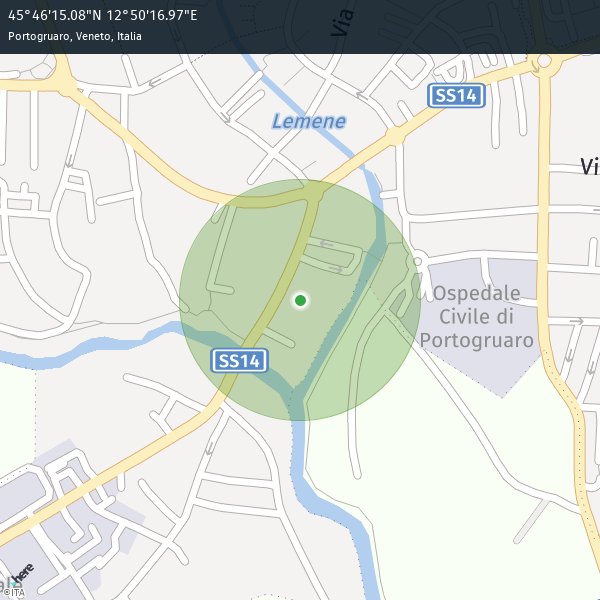 45°46'15.08"N 12°50'16.97"E
Portogruaro, Veneto, Italia
Via
SS14
Lemene
Vi
Ospedale
Civile di
Portogruaro
SS14
ale
here
©ITA